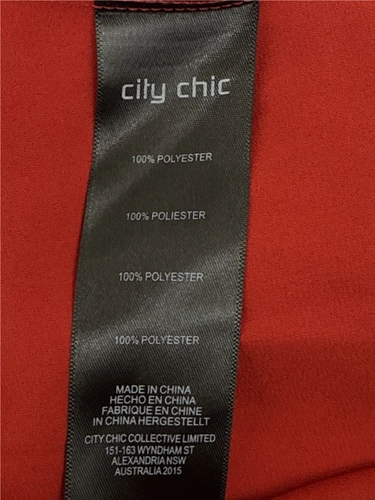 city chic
100% POLYESTER
100% POLIESTER
100% POLYESTER
100% POLYESTER
MADE IN CHINA
HECHO EN CHINA
FABRIQUE EN CHINE
IN CHINA HERGESTELLT
CITY CHIC COLLECTIVE LIMITED
151-163 WYNDHAM ST
ALEXANDRIA NSW
AUSTRALIA 2015